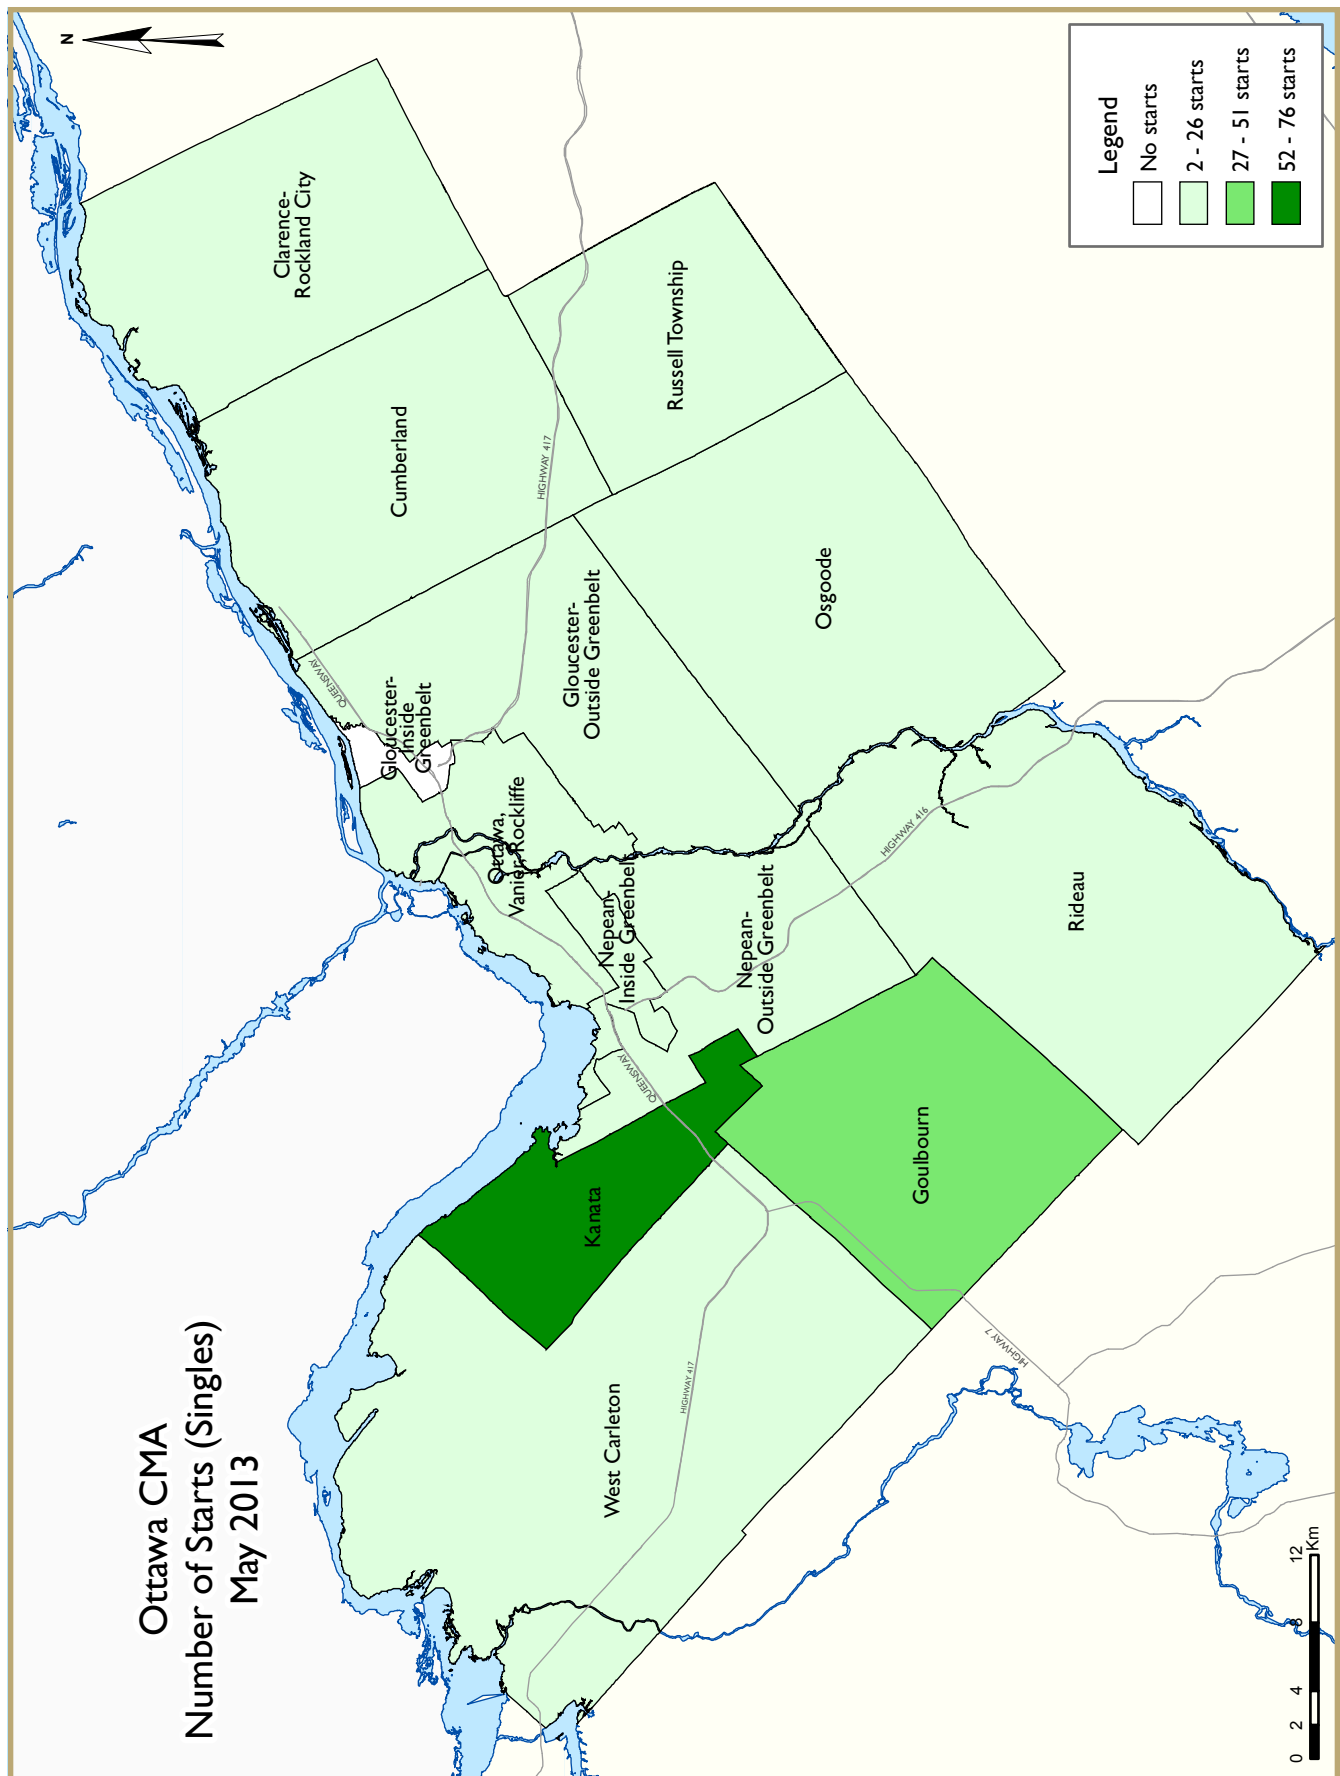 Ottawa CMA
Number of Starts (Singles)
May 2013
N
Legend
No starts
2 - 26 starts
27 - 51 starts
52 - 76 starts
Clarence-
Rockland City
Cumberland
Russell Township
HIGHWAY 417
Osgoode
Gloucester-
Outside Greenbelt
QUEENSWAY
Gloucester-
Inside
Greenbelt
Ottawa,
Vanier, Rockliffe
Nepean-
Inside Greenbelt
Nepean-
Outside Greenbelt
HIGHWAY 416
Rideau
QUEENSWAY
Kanata
Goulbourn
HIGHWAY 7
HIGHWAY 417
West Carleton
0 2 4 8 12
Km